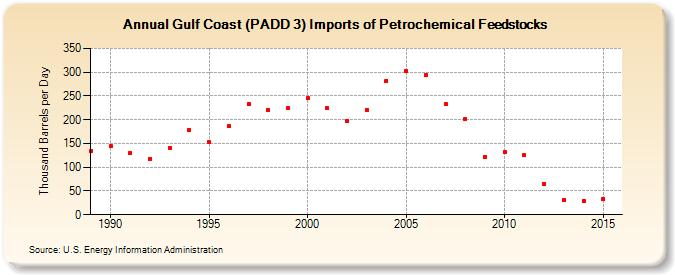 Annual Gulf Coast (PADD 3) Imports of Petrochemical Feedstocks
Thousand Barrels per Day
350
300
250
200
150
100
50
0
1990 1995 2000 2005 2010 2015
Source: U.S. Energy Information Administration